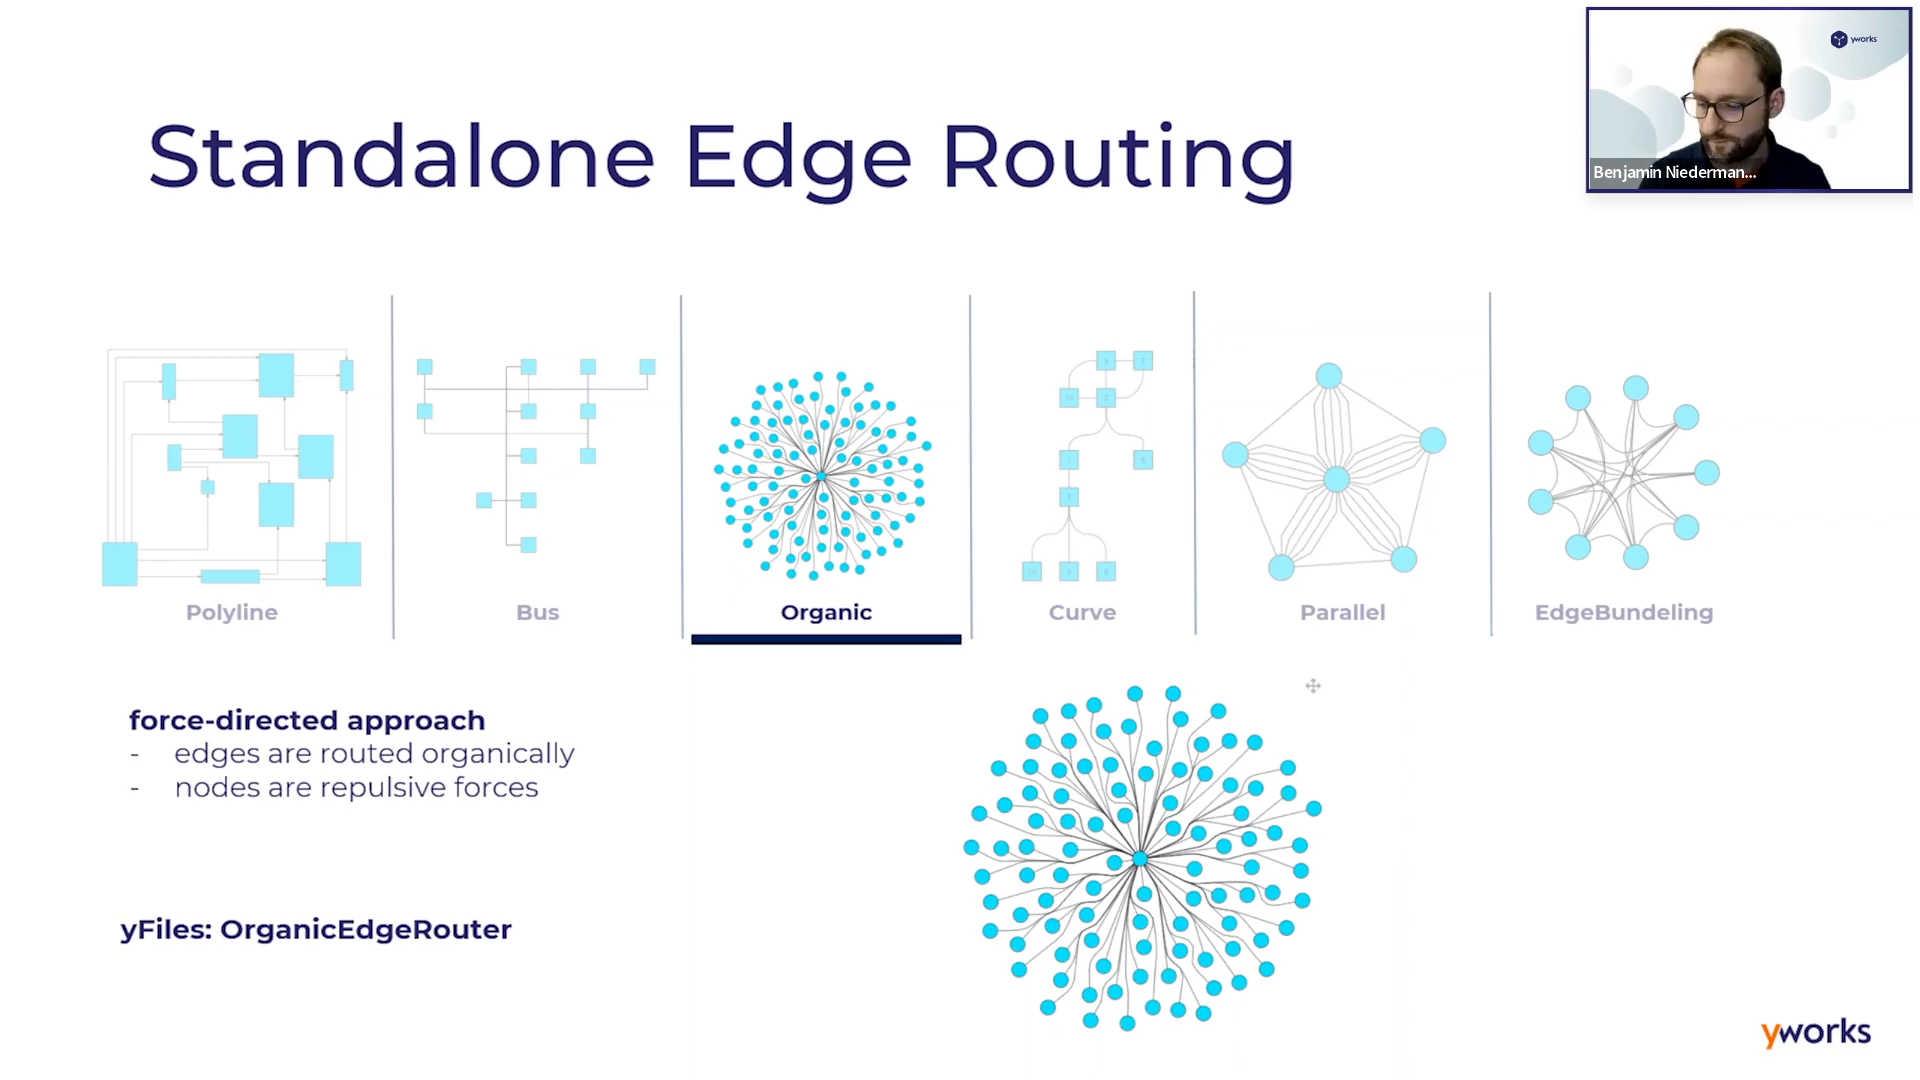 yworks
Benjamin Niederman...
Standalone Edge Routing
Polyline
Bus
Organic
Curve
Parallel
EdgeBundeling
force-directed approach
- edges are routed organically
- nodes are repulsive forces
yFiles: OrganicEdgeRouter
yworks